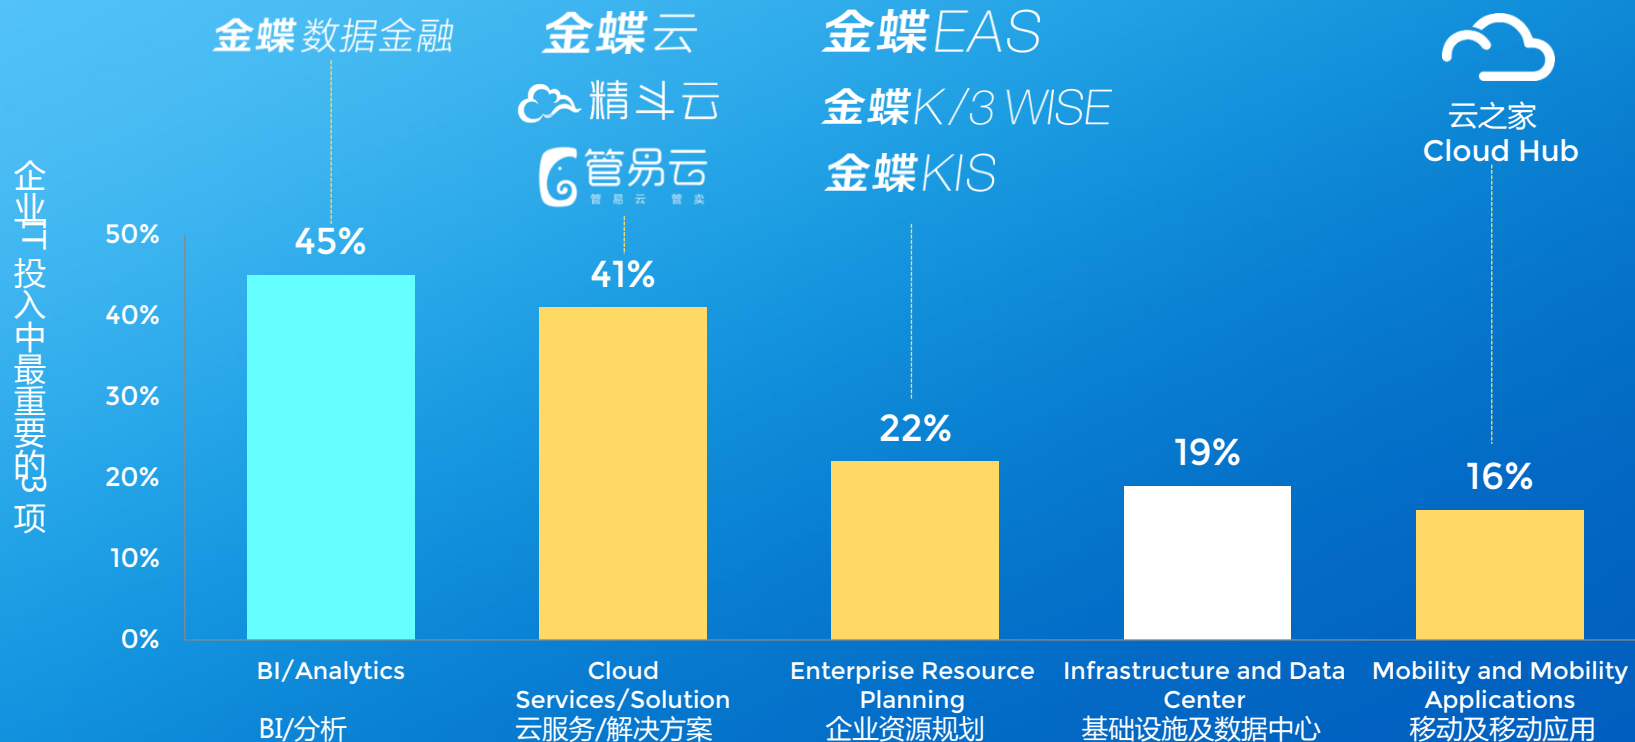 金蝶数据金融
金蝶云
精斗云
管易云
管易云 管卖
金蝶EAS
金蝶K/3 WISE
金蝶KIS
云之家
Cloud Hub
企业IT投入中最重要的3项
50%
40%
30%
20%
10%
0%
45%
41%
22%
19%
16%
BI/Analytics
BI/分析
Cloud
Services/Solution
云服务/解决方案
Enterprise Resource
Planning
企业资源规划
Infrastructure and Data
Center
基础设施及数据中心
Mobility and Mobility
Applications
移动及移动应用